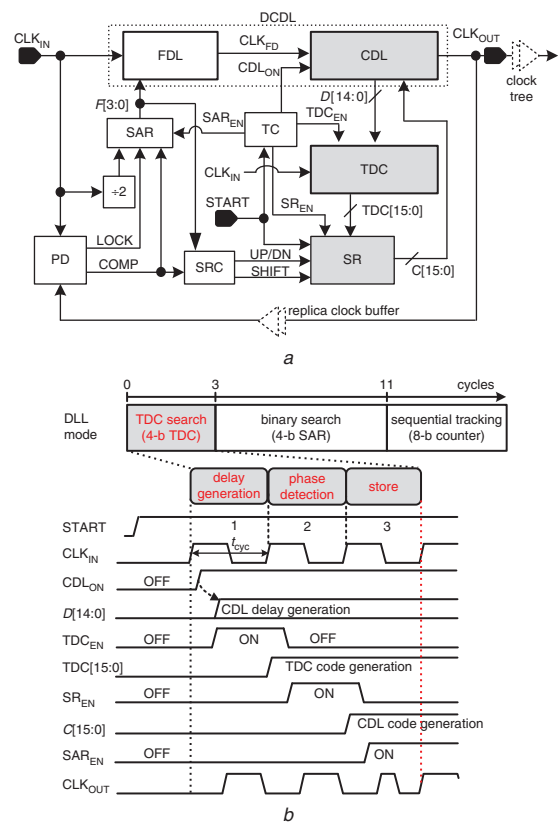 DCDL
CLK_IN
FDL
CLK_FD
CDL_ON
CDL
CLK_OUT
clock tree
F[3:0]
D[14:0]
SAR
SAR_EN
TC
TDC_EN
÷2
CLK_IN
TDC
START
SR_EN
TDC[15:0]
PD
LOCK
COMP
SRC
UP/DN
SHIFT
SR
C[15:0]
replica clock buffer
a
0 3 11 cycles
DLL mode
TDC search (4-b TDC)
binary search (4-b SAR)
sequential tracking (8-b counter)
delay generation
phase detection
store
START
1 2 3
CLK_IN
t_cyc
CDL_ON OFF
D[14:0] CDL delay generation
TDC_EN OFF ON OFF
TDC[15:0] TDC code generation
SR_EN OFF ON
C[15:0] CDL code generation
SAR_EN OFF ON
CLK_OUT
b